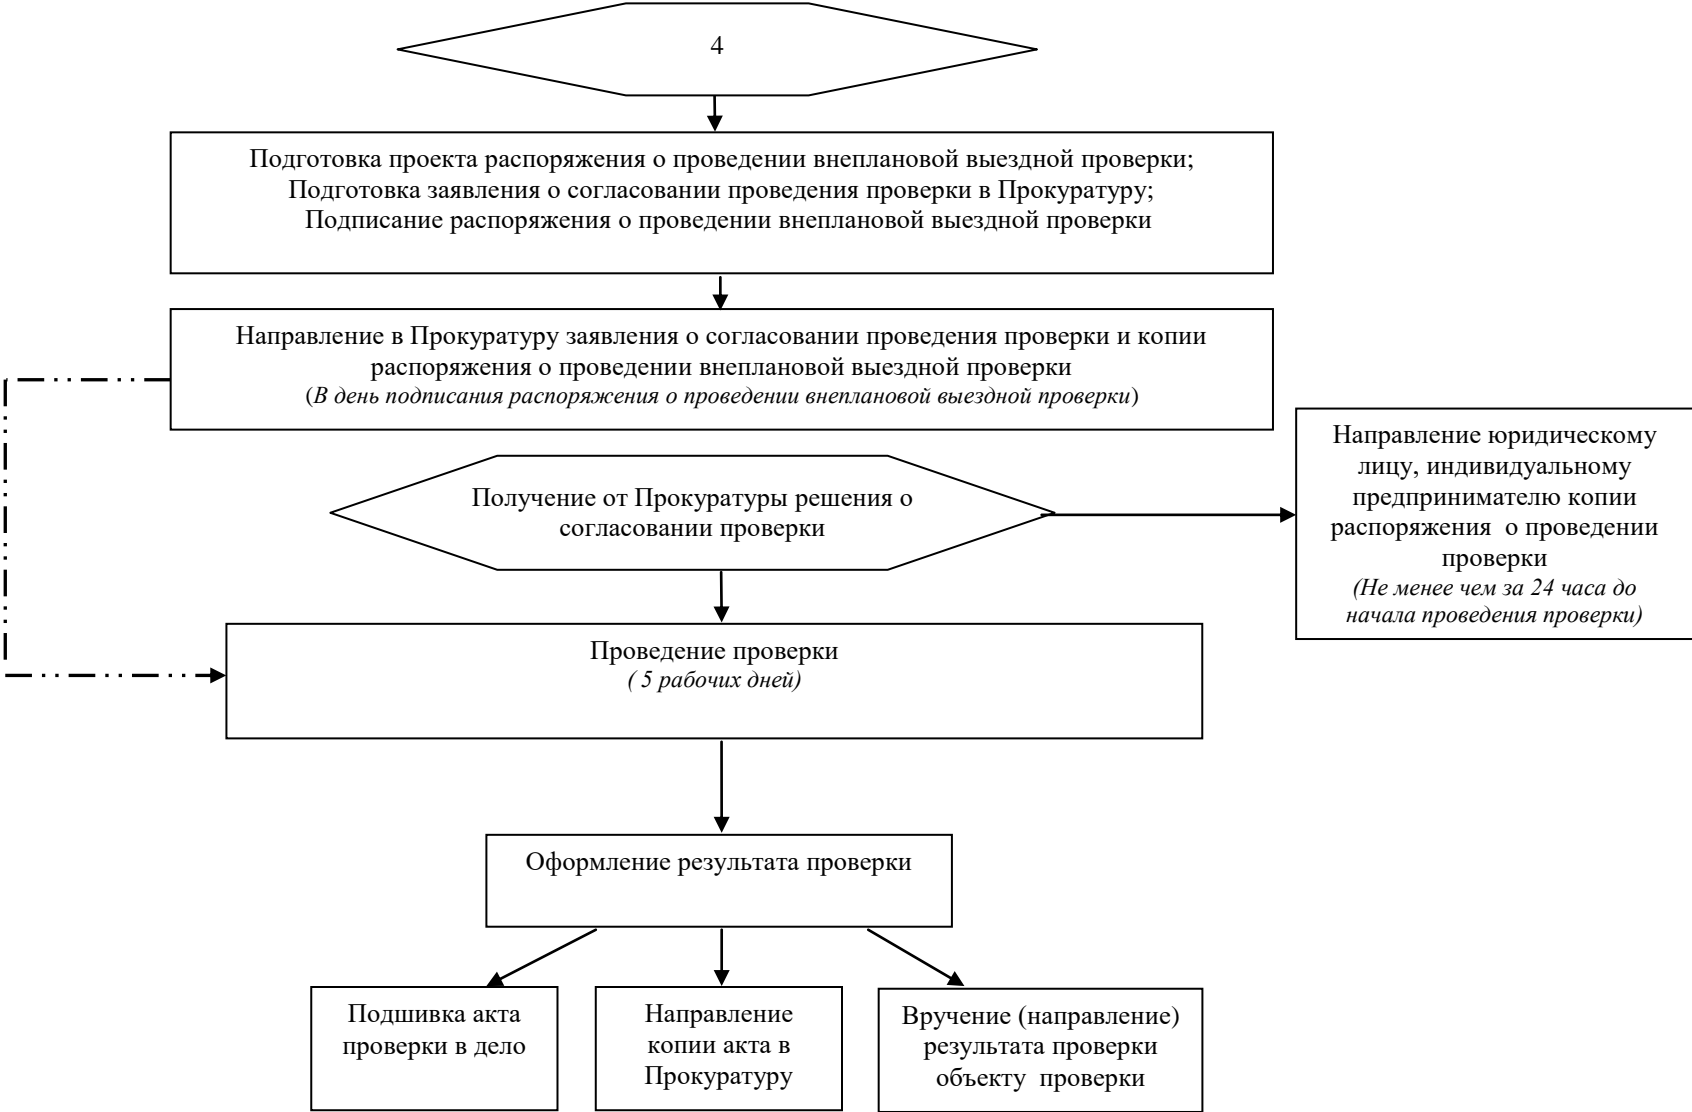 4
Подготовка проекта распоряжения о проведении внеплановой выездной проверки;
Подготовка заявления о согласовании проведения проверки в Прокуратуру;
Подписание распоряжения о проведении внеплановой выездной проверки
Направление в Прокуратуру заявления о согласовании проведения проверки и копии
распоряжения о проведении внеплановой выездной проверки
(В день подписания распоряжения о проведении внеплановой выездной проверки)
Получение от Прокуратуры решения о
согласовании проверки
Направление юридическому
лицу, индивидуальному
предпринимателю копии
распоряжения о проведении
проверки
(Не менее чем за 24 часа до
начала проведения проверки)
Проведение проверки
( 5 рабочих дней)
Оформление результата проверки
Подшивка акта
проверки в дело
Направление
копии акта в
Прокуратуру
Вручение (направление)
результата проверки
объекту проверки